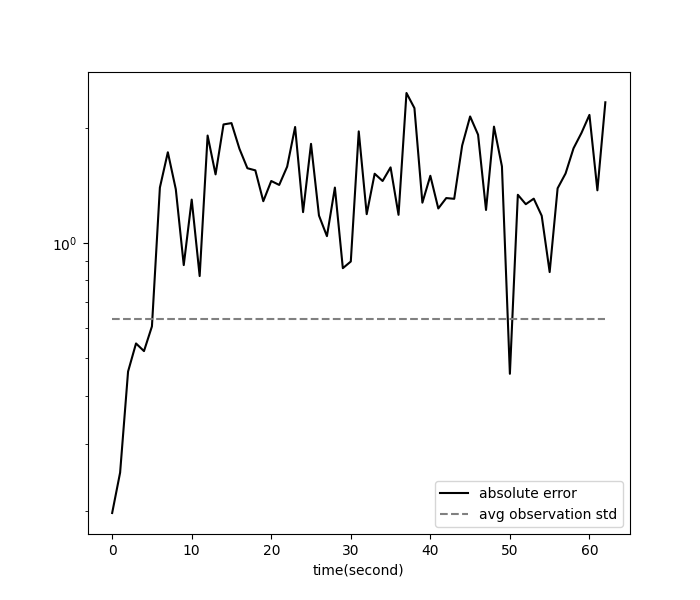 10⁰
0 10 20 30 40 50 60
time(second)
absolute error
avg observation std